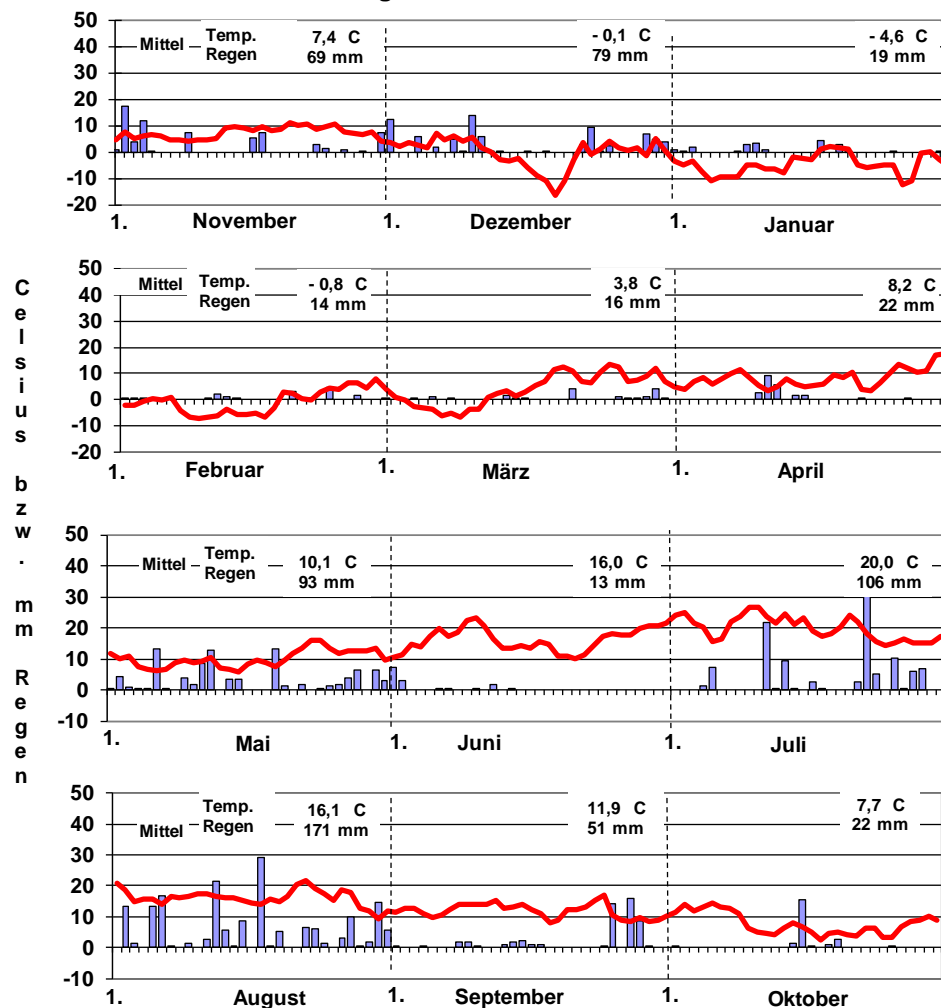 50
40
30
20
10
0
-10
-20
Mittel Temp. 7,4 C - 0,1 C - 4,6 C
Regen 69 mm 79 mm 19 mm
1. November 1. Dezember 1. Januar
Celsius bzw. mm Regen
50
40
30
20
10
0
-10
-20
Mittel Temp. - 0,8 C 3,8 C 8,2 C
Regen 14 mm 16 mm 22 mm
1. Februar 1. März 1. April
50
40
30
20
10
0
-10
Mittel Temp. 10,1 C 16,0 C 20,0 C
Regen 93 mm 13 mm 106 mm
1. Mai 1. Juni 1. Juli
50
40
30
20
10
0
-10
Mittel Temp. 16,1 C 11,9 C 7,7 C
Regen 171 mm 51 mm 22 mm
1. August 1. September 1. Oktober